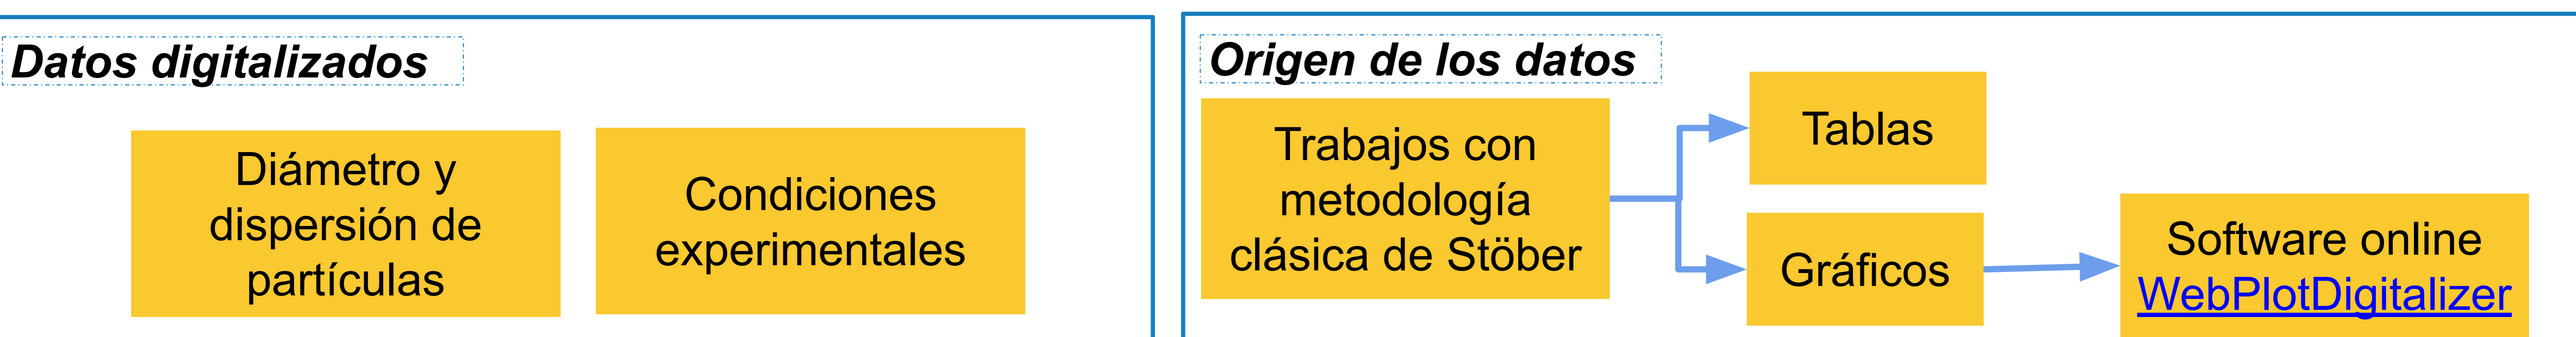 Datos digitalizados
Diámetro y
dispersión de
partículas
Condiciones
experimentales
Origen de los datos
Trabajos con
metodología
clásica de Stöber
Tablas
Gráficos
Software online
WebPlotDigitalizer